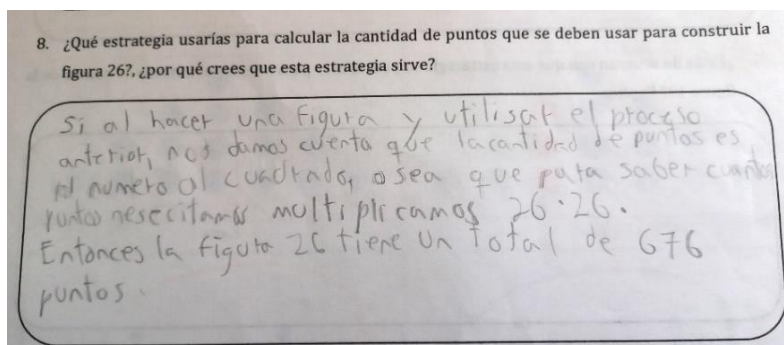 8. ¿Qué estrategia usarías para calcular la cantidad de puntos que se deben usar para construir la
figura 26?, ¿por qué crees que esta estrategia sirve?
Si al hacer una figura y utilisar el proceso
anterior, nos damos cuenta que la cantidad de puntos es
el numero al cuadrado, o sea que para saber cuantos
puntos nesecitamos multiplicamos 26·26.
Entonces la figura 26 tiene un total de 676
puntos.